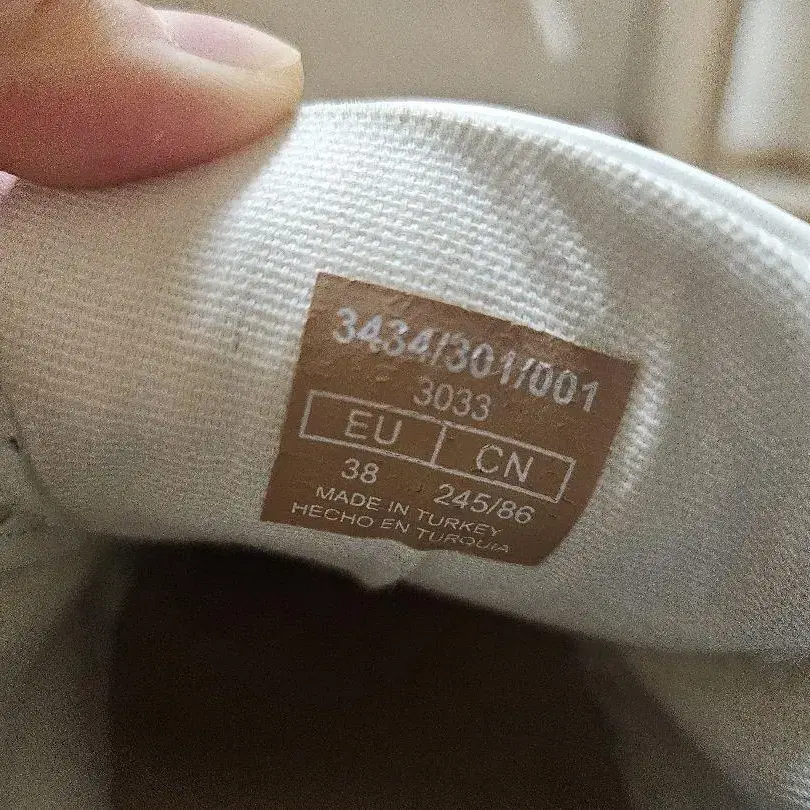 3434/301/001
3033
EU CN
38 245/86
MADE IN TURKEY
HECHO EN TURQUIA